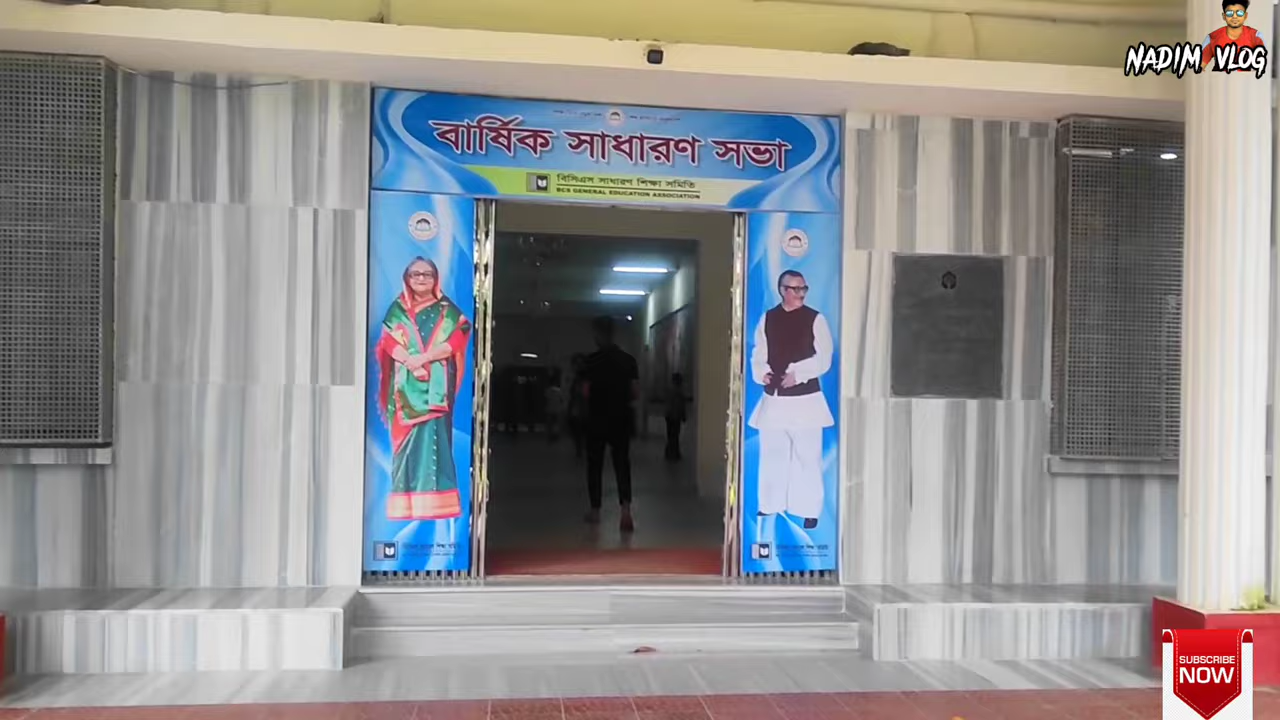 NADIM VLOG
বার্ষিক সাধারণ সভা
বিসিএস সাধারণ শিক্ষা সমিতি
BCS GENERAL EDUCATION ASSOCIATION
SUBSCRIBE
NOW